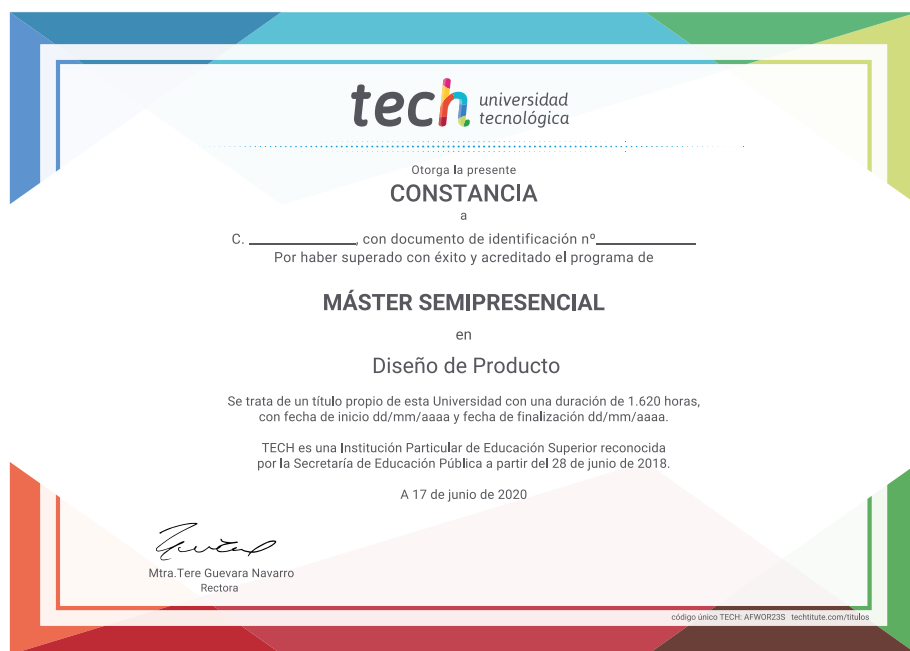 tech universidad
tecnológica
Otorga la presente
CONSTANCIA
a
C. ____________, con documento de identificación nº____________
Por haber superado con éxito y acreditado el programa de
MÁSTER SEMIPRESENCIAL
en
Diseño de Producto
Se trata de un título propio de esta Universidad con una duración de 1.620 horas,
con fecha de inicio dd/mm/aaaa y fecha de finalización dd/mm/aaaa.
TECH es una Institución Particular de Educación Superior reconocida
por la Secretaría de Educación Pública a partir del 28 de junio de 2018.
A 17 de junio de 2020
Mtra.Tere Guevara Navarro
Rectora
código único TECH: AFWOR23S techtitute.com/titulos